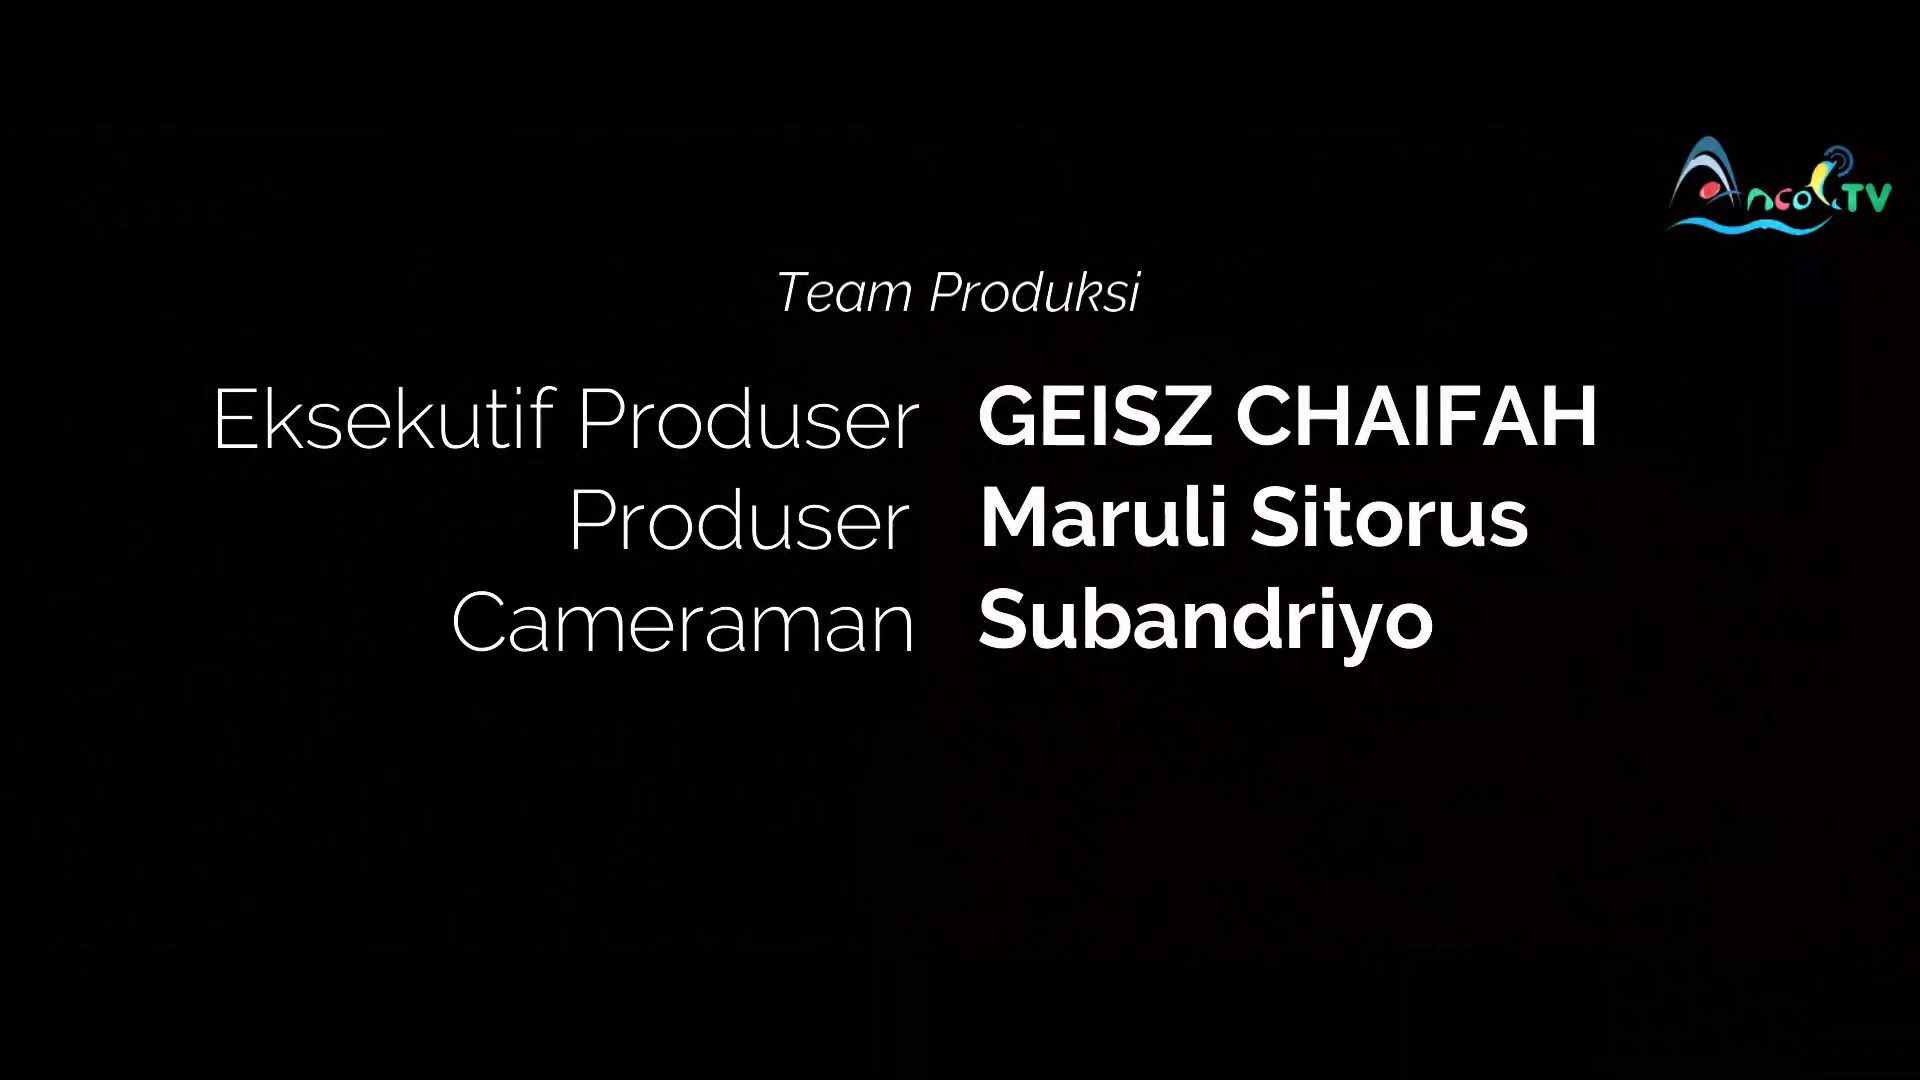 Ancol TV
Team Produksi
Eksekutif Produser GEISZ CHAIFAH
Produser Maruli Sitorus
Cameraman Subandriyo